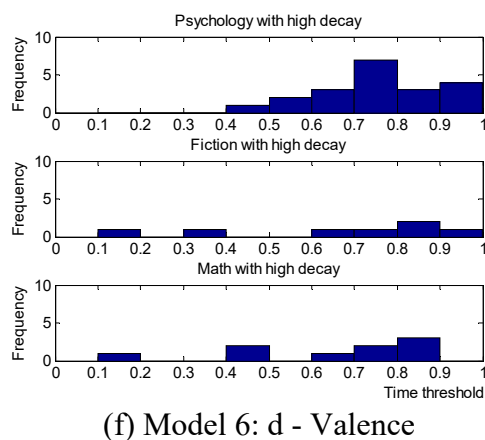 Psychology with high decay
10
5
0
Frequency
0 0.1 0.2 0.3 0.4 0.5 0.6 0.7 0.8 0.9 1
Fiction with high decay
10
5
0
Frequency
0 0.1 0.2 0.3 0.4 0.5 0.6 0.7 0.8 0.9 1
Math with high decay
10
5
0
Frequency
0 0.1 0.2 0.3 0.4 0.5 0.6 0.7 0.8 0.9 1
Time threshold
(f) Model 6: d - Valence